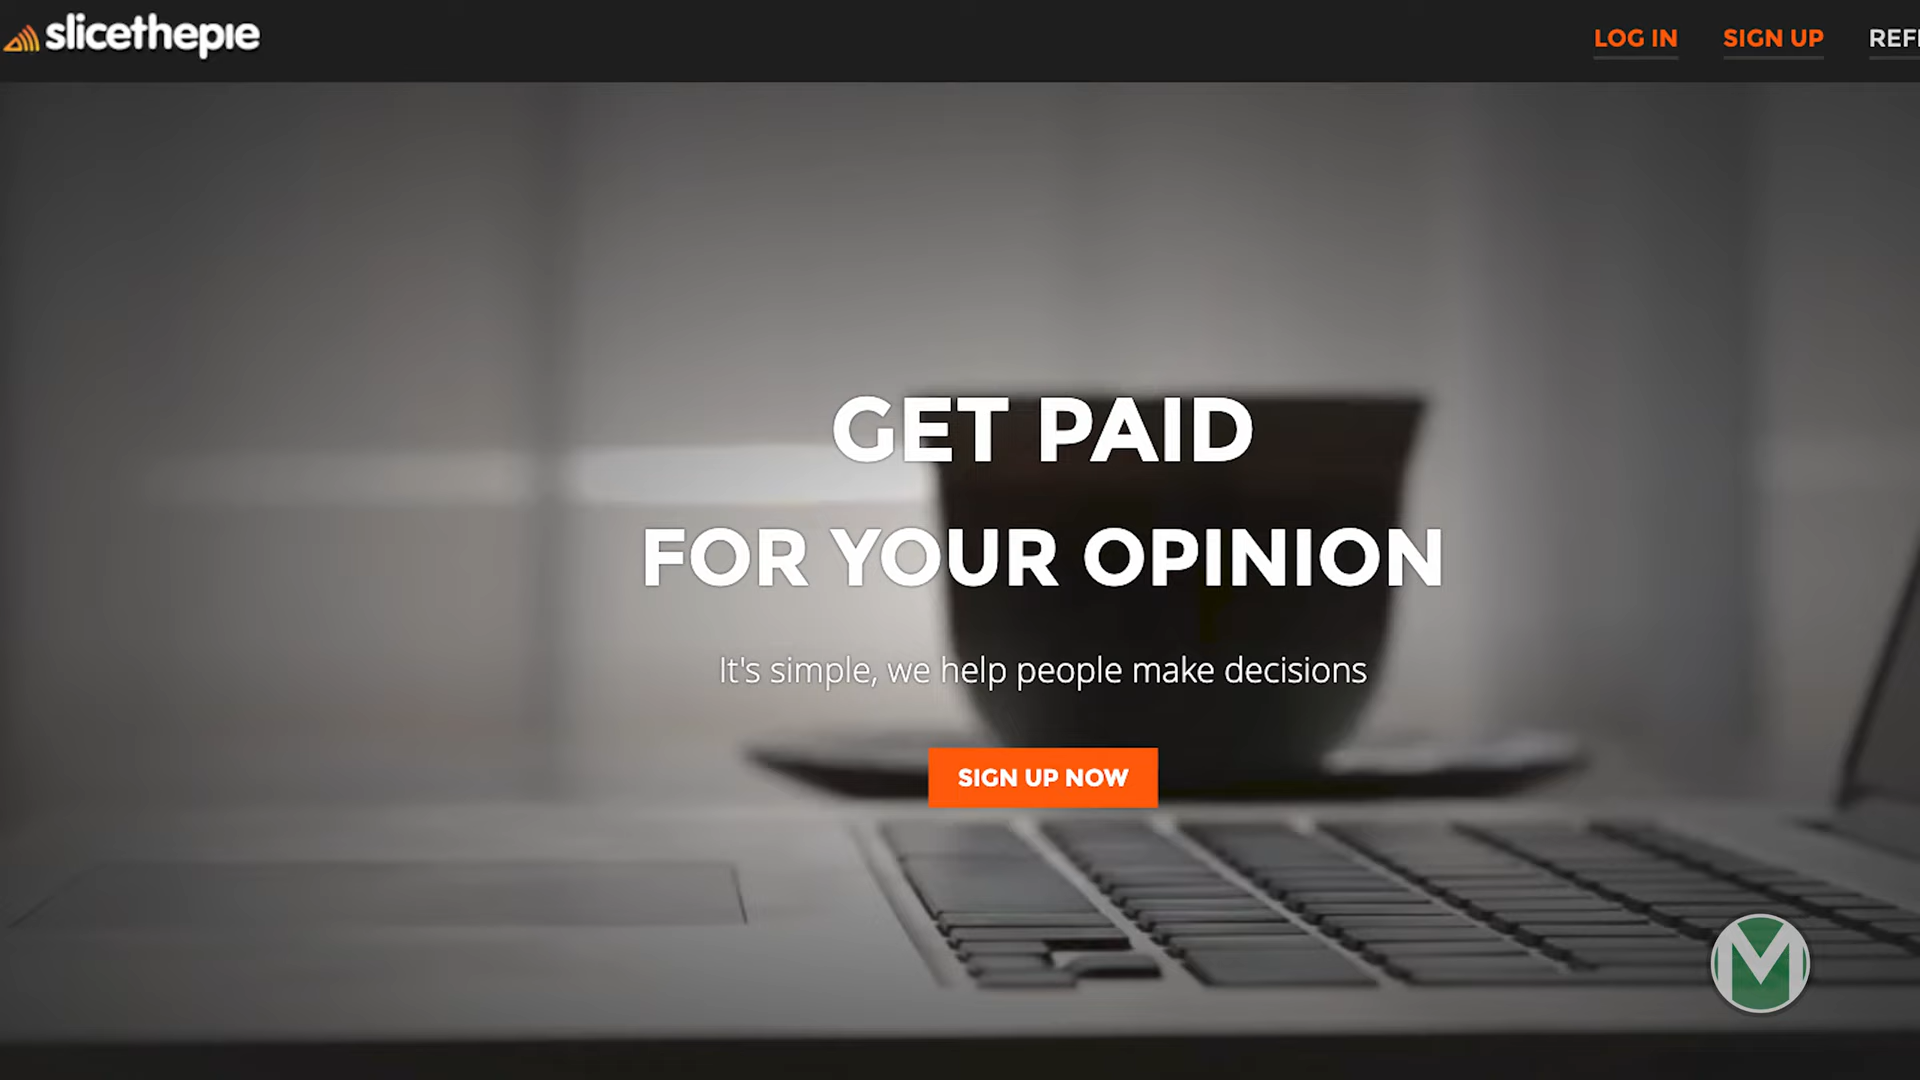 slicethepie
LOG IN
SIGN UP
REF
GET PAID
FOR YOUR OPINION
It's simple, we help people make decisions
SIGN UP NOW
M